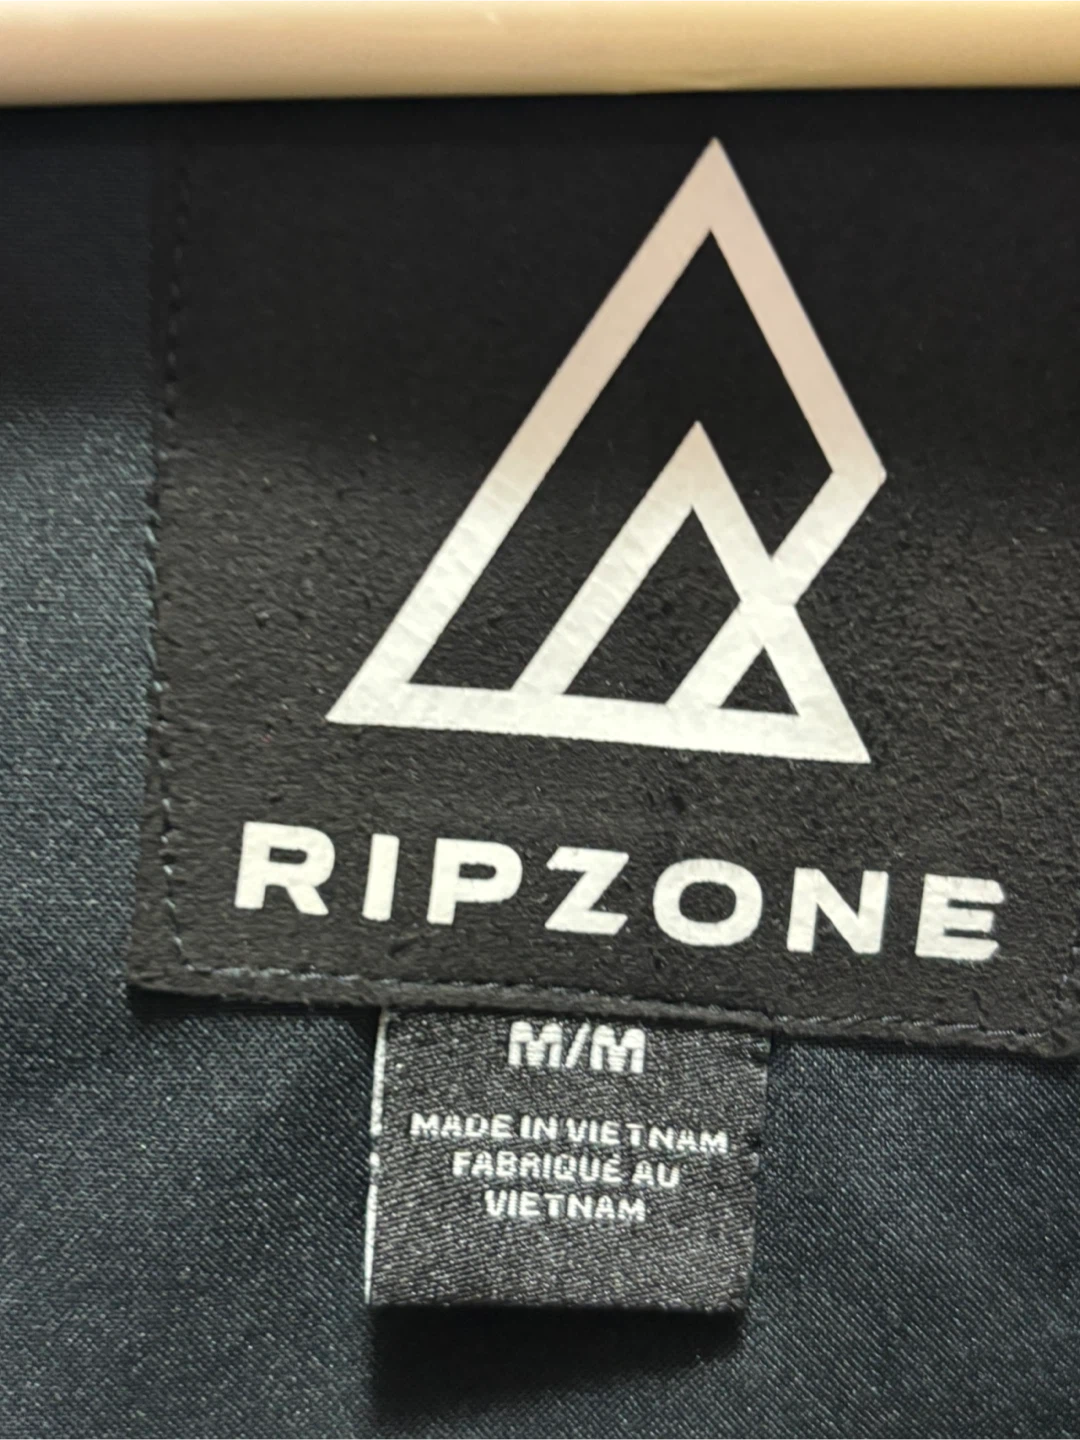 RIPZONE
M/M
MADE IN VIETNAM
FABRIQUÉ AU
VIETNAM